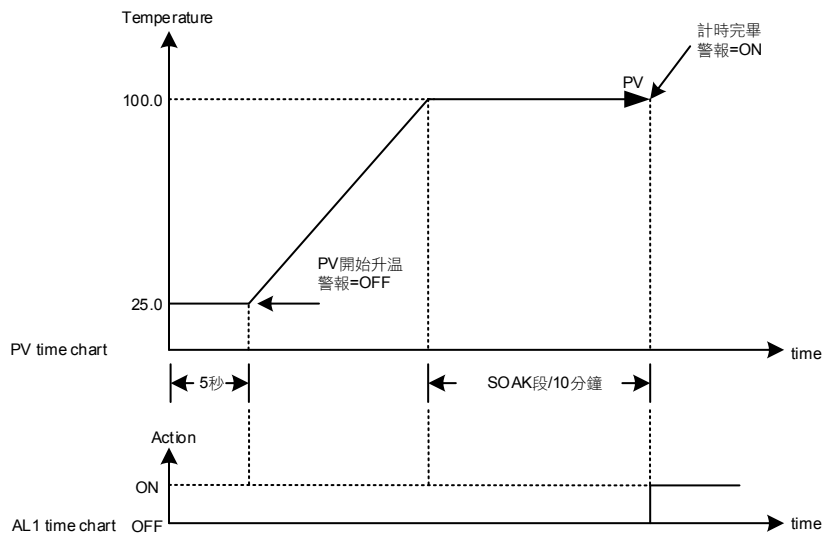 Temperature
計時完畢
警報=ON
PV
100.0
PV開始升温
警報=OFF
25.0
PV time chart
time
5秒
SOAK段/10分鐘
Action
ON
AL1 time chart
OFF
time